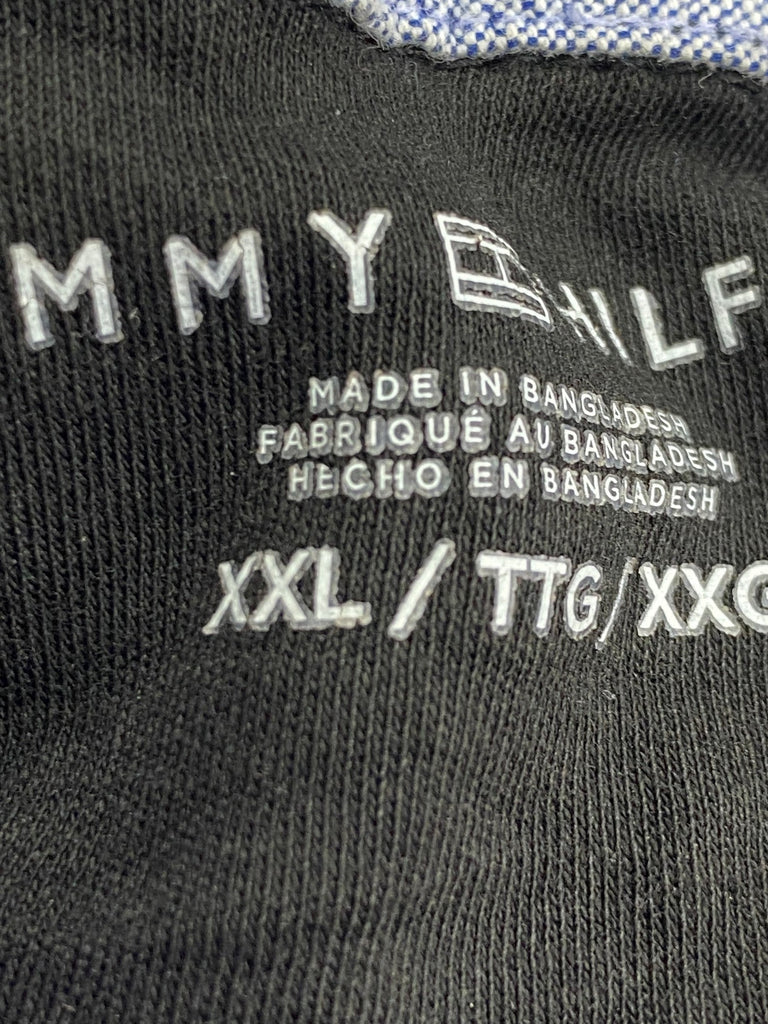 MMY HILF
MADE IN BANGLADESH
FABRIQUÉ AU BANGLADESH
HECHO EN BANGLADESH
XXL / TTG/XXG